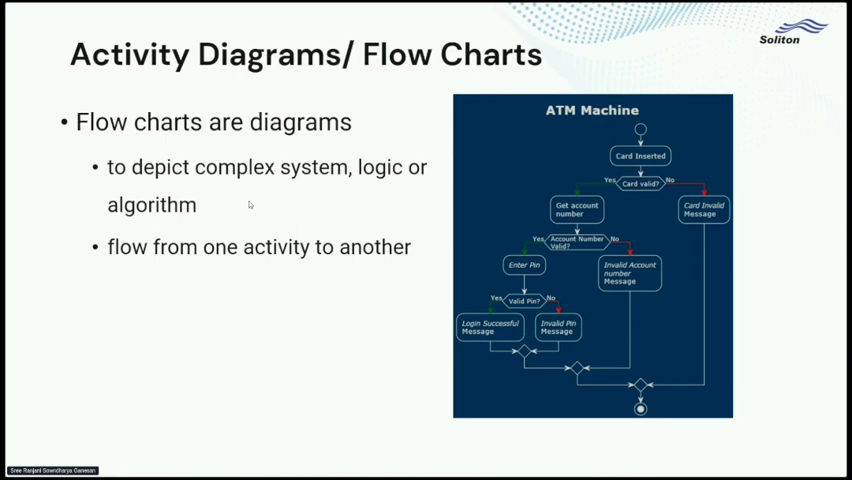 Activity Diagrams/ Flow Charts
Soliton
• Flow charts are diagrams
• to depict complex system, logic or
algorithm
• flow from one activity to another
ATM Machine
Card Inserted
Yes
Card valid?
No
Get account
number
Card Invalid
Message
Yes
Account Number
Valid?
No
Enter Pin
Invalid Account
number
Message
Yes
Valid Pin?
No
Login Successful
Message
Invalid Pin
Message
Sree Ranjani Sowndharya Ganesan